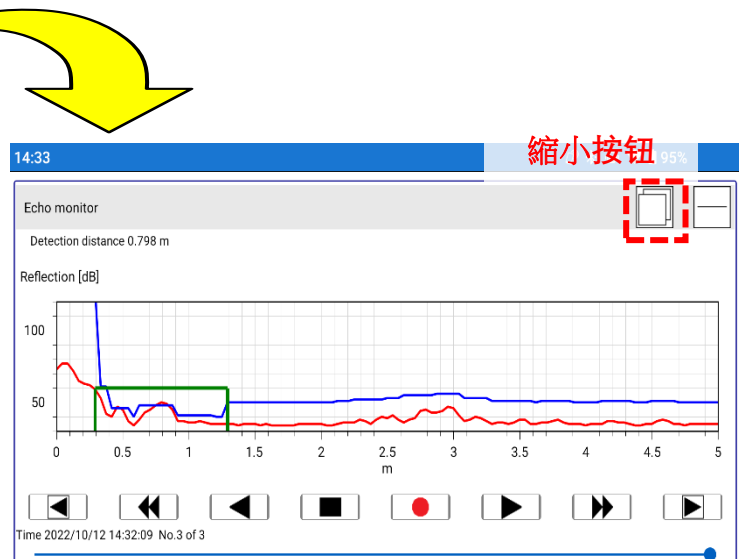 14:33
縮小按钮
95%
Echo monitor
Detection distance 0.798 m
Reflection [dB]
100
50
0 0.5 1 1.5 2 2.5 3 3.5 4 4.5 5
m
Time 2022/10/12 14:32:09 No.3 of 3